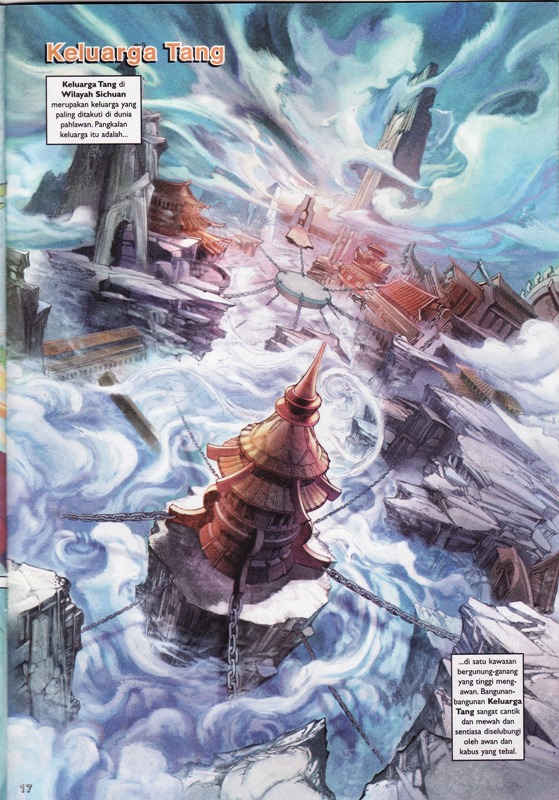 Keluarga Tang
Keluarga Tang di
Wilayah Sichuan
merupakan keluarga yang
paling ditakuti di dunia
pahlawan. Pangkalan
keluarga itu adalah...
...di satu kawasan
bergunung-ganang
yang tinggi meng-
awan. Bangunan-
bangunan Keluarga
Tang sangat cantik
dan mewah dan
sentiasa diselubungi
oleh awan dan
kabus yang tebal.
17